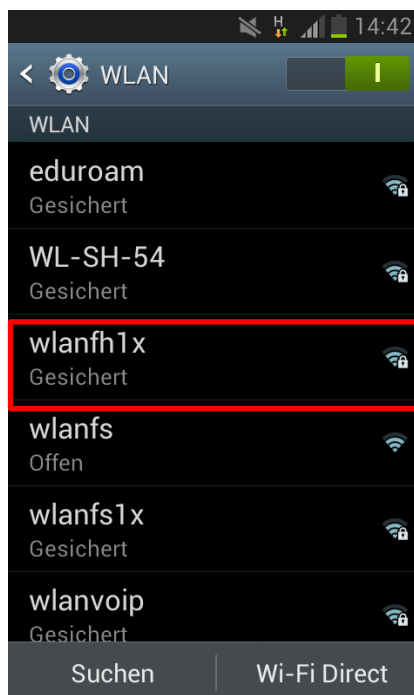 H 14:42
< WLAN I
WLAN
eduroam
Gesichert
WL-SH-54
Gesichert
wlanfh1x
Gesichert
wlanfs
Offen
wlanfs1x
Gesichert
wlanvoip
Gesichert
Suchen Wi-Fi Direct